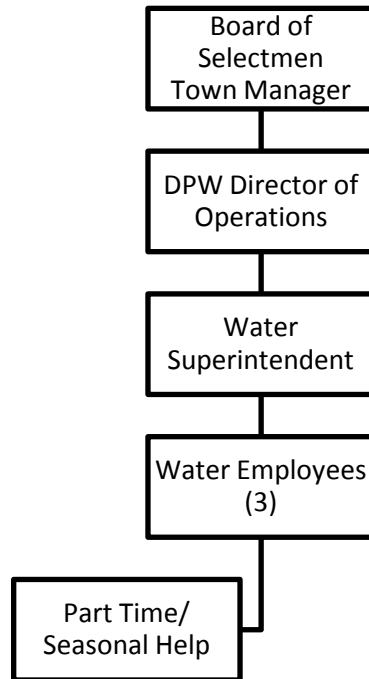 Board of
Selectmen
Town Manager
DPW Director of
Operations
Water
Superintendent
Water Employees
(3)
Part Time/
Seasonal Help